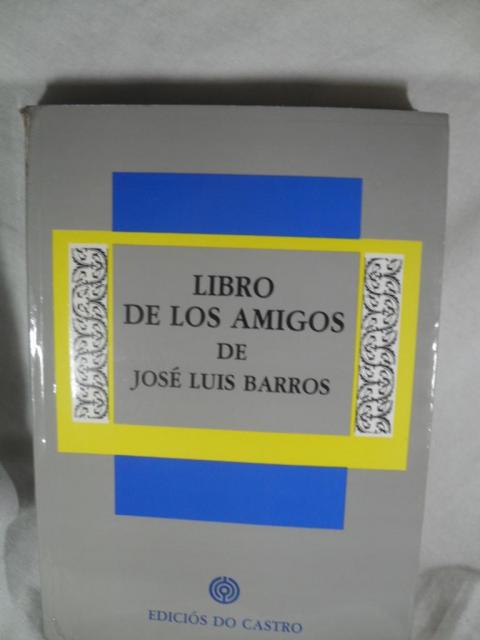 LIBRO
DE LOS AMIGOS
DE
JOSÉ LUIS BARROS
EDICIÓS DO CASTRO